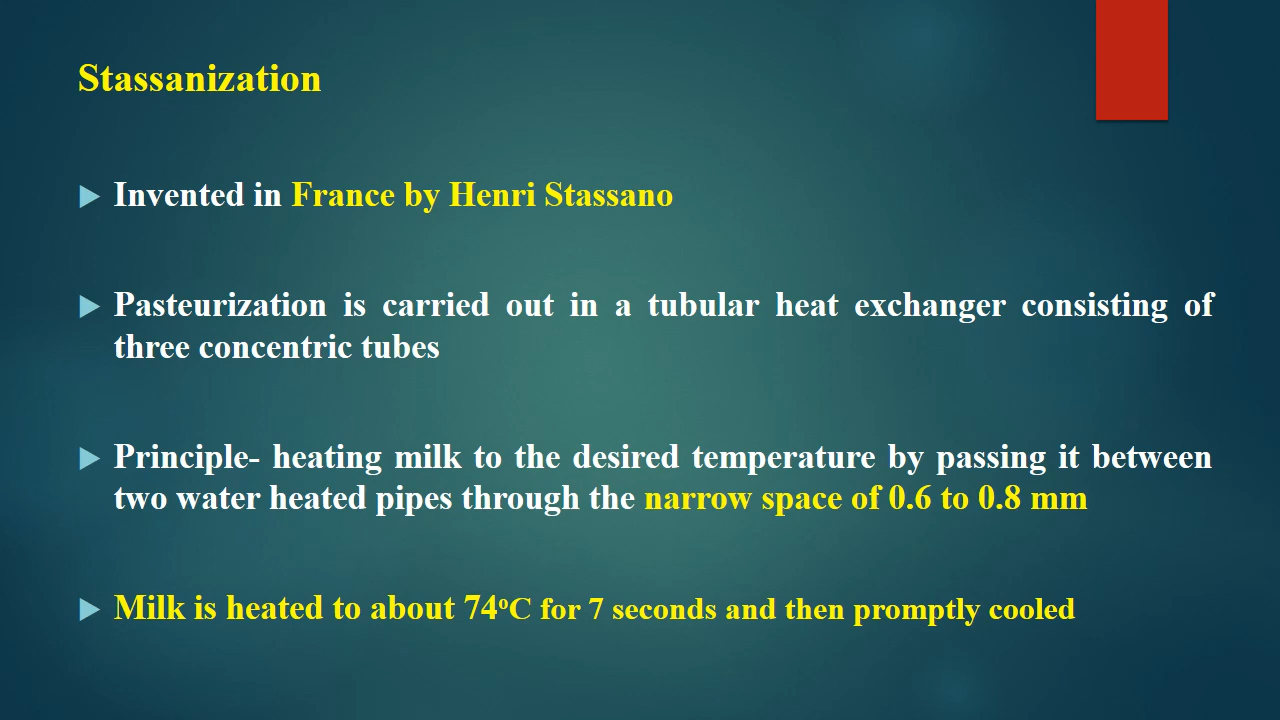 Stassanization
Invented in France by Henri Stassano
Pasteurization is carried out in a tubular heat exchanger consisting of
three concentric tubes
Principle- heating milk to the desired temperature by passing it between
two water heated pipes through the narrow space of 0.6 to 0.8 mm
Milk is heated to about 74ºC for 7 seconds and then promptly cooled